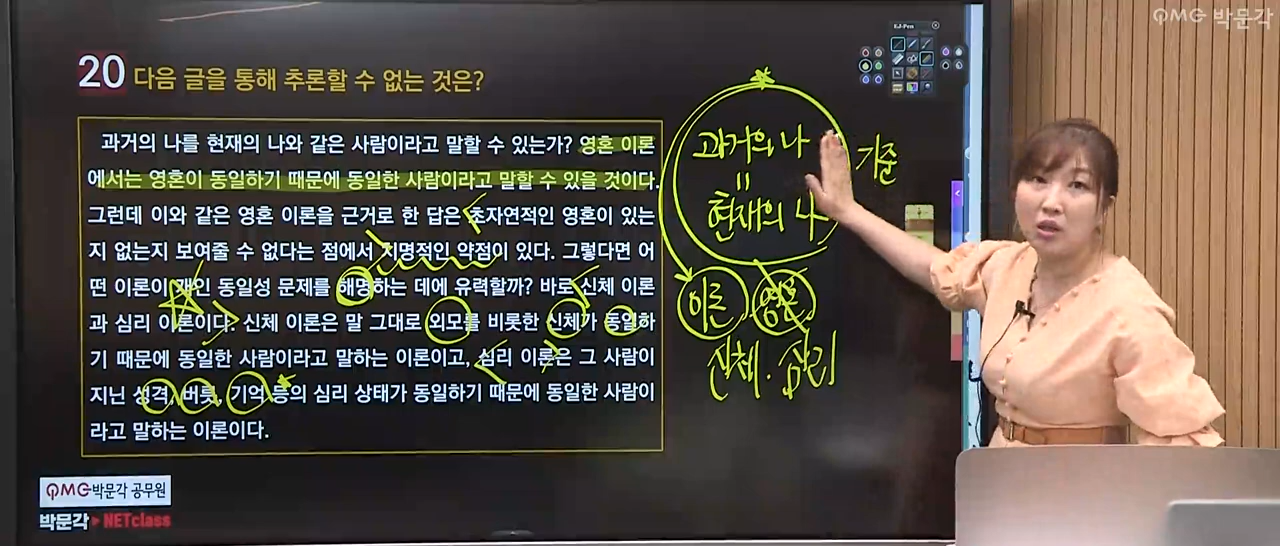 QMG 박문각
EJ-Pen
20 다음 글을 통해 추론할 수 없는 것은?
과거의 나를 현재의 나와 같은 사람이라고 말할 수 있는가? 영혼 이론
에서는 영혼이 동일하기 때문에 동일한 사람이라고 말할 수 있을 것이다.
그런데 이와 같은 영혼 이론을 근거로 한 답은 초자연적인 영혼이 있는
지 없는지 보여줄 수 없다는 점에서 치명적인 약점이 있다. 그렇다면 어
떤 이론이 개인 동일성 문제를 해명하는 데에 유력할까? 바로 신체 이론
과 심리 이론이다. 신체 이론은 말 그대로 외모를 비롯한 신체가 동일하
기 때문에 동일한 사람이라고 말하는 이론이고, 심리 이론은 그 사람이
지닌 성격, 버릇, 기억 등의 심리 상태가 동일하기 때문에 동일한 사람이
라고 말하는 이론이다.
과거의 나
=
현재의 나
기준
이론 영혼
신체 · 심리
QMG 박문각 공무원
박문각 ▶ NETclass